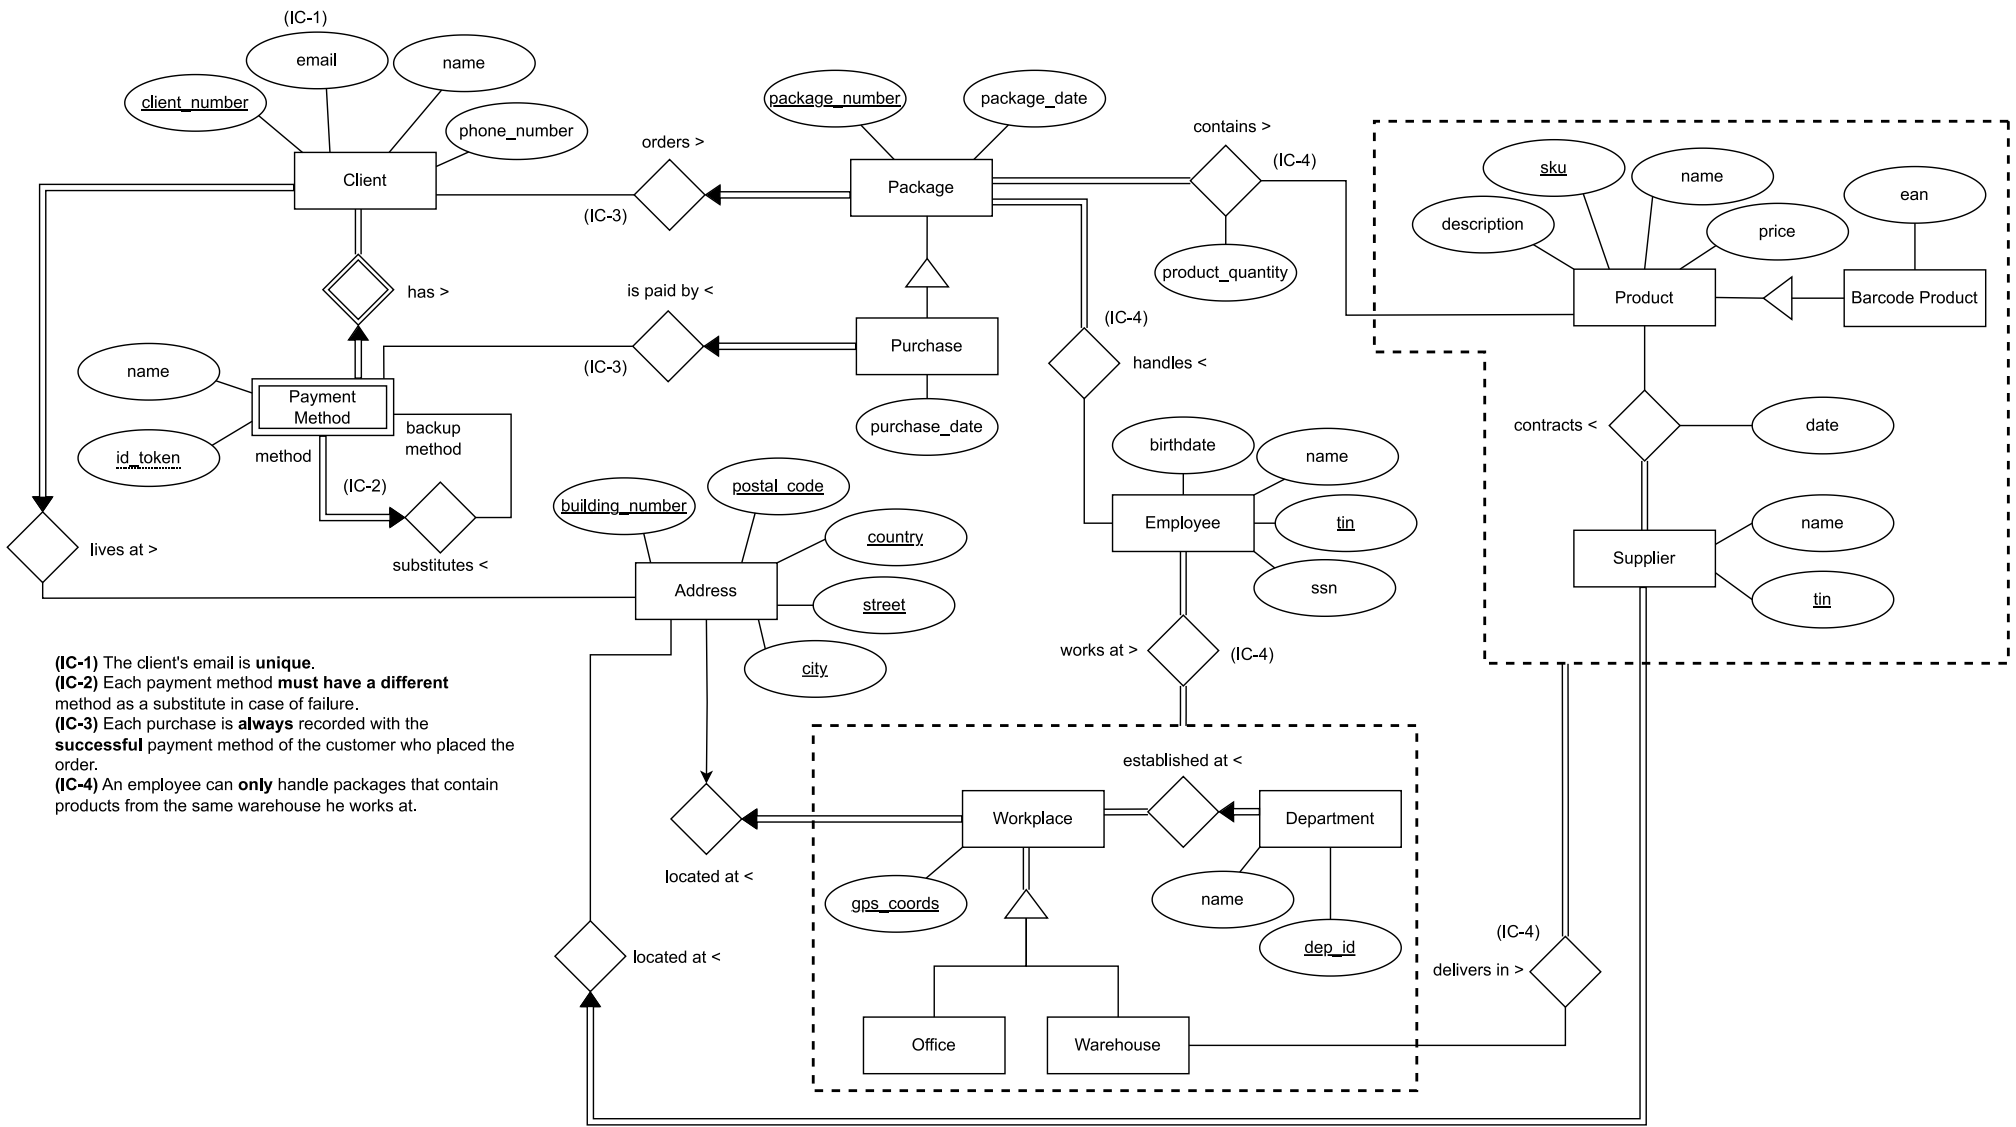 (IC-1)
email
name
client_number
phone_number
Client
orders >
(IC-3)
package_number
package_date
Package
contains >
(IC-4)
product_quantity
sku
name
ean
description
price
Product
Barcode Product
has >
is paid by <
(IC-3)
Purchase
purchase_date
(IC-4)
handles <
name
Payment
Method
id_token
method
backup
method
(IC-2)
substitutes <
lives at >
contracts <
date
birthdate
name
Employee
tin
ssn
name
Supplier
tin
building_number
postal_code
country
Address
street
city
works at >
(IC-4)
(IC-1) The client's email is unique.
(IC-2) Each payment method must have a different
method as a substitute in case of failure.
(IC-3) Each purchase is always recorded with the
successful payment method of the customer who placed the
order.
(IC-4) An employee can only handle packages that contain
products from the same warehouse he works at.
established at <
Workplace
Department
located at <
gps_coords
name
dep_id
located at <
(IC-4)
delivers in >
Office
Warehouse